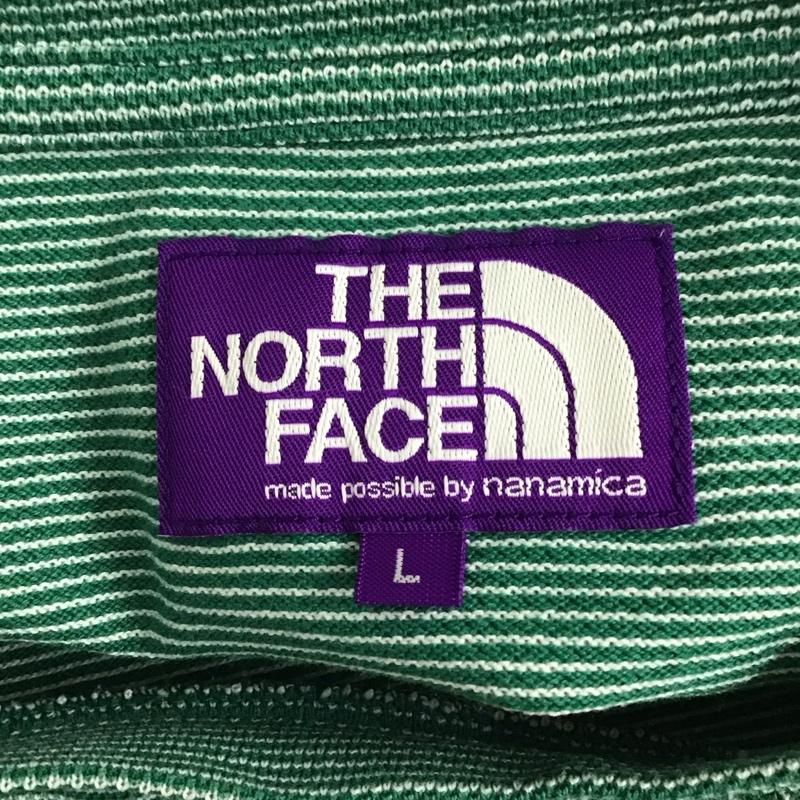 THE
NORTH
FACE
made possible by nanamica
L